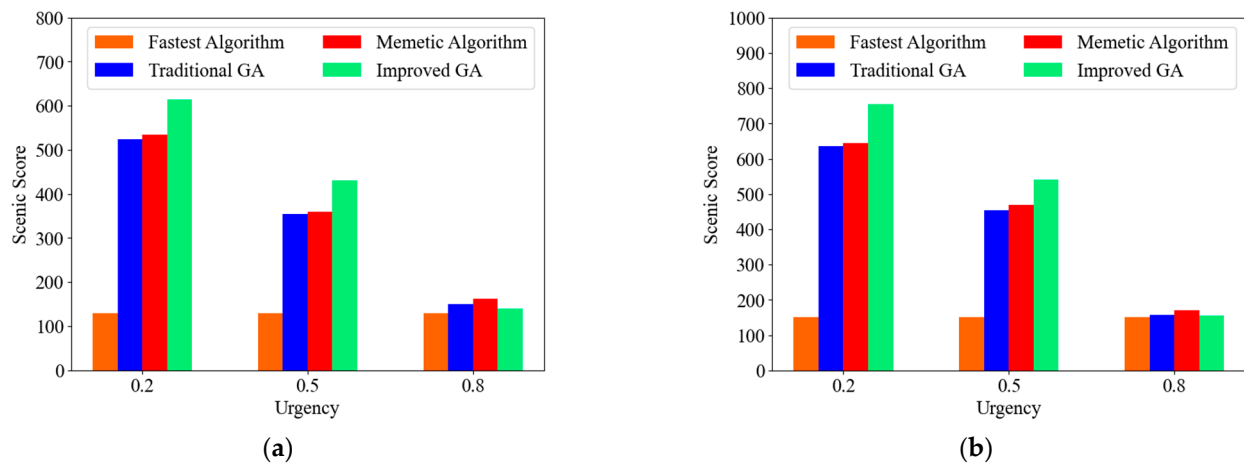 800
700
600
500
400
300
200
100
0
Scenic Score
Fastest Algorithm Memetic Algorithm
Traditional GA Improved GA
0.2 0.5 0.8
Urgency
(a)
1000
900
800
700
600
500
400
300
200
100
0
Scenic Score
Fastest Algorithm Memetic Algorithm
Traditional GA Improved GA
0.2 0.5 0.8
Urgency
(b)